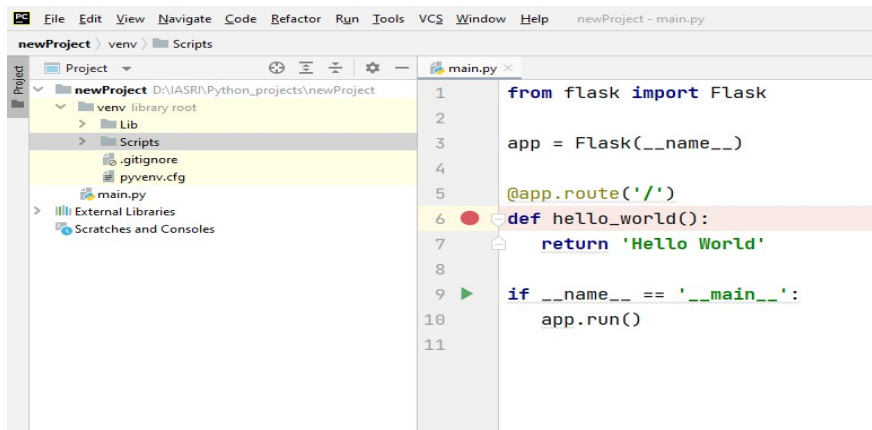 PC File Edit View Navigate Code Refactor Run Tools VCS Window Help newProject - main.py
newProject venv Scripts
Project
Project
newProject D:\IASRI\Python_projects\newProject
venv library root
Lib
Scripts
.gitignore
pyvenv.cfg
main.py
External Libraries
Scratches and Consoles
main.py
1 from flask import Flask
2
3 app = Flask(__name__)
4
5 @app.route('/')
6 def hello_world():
7 return 'Hello World'
8
9 if __name__ == '__main__':
10 app.run()
11